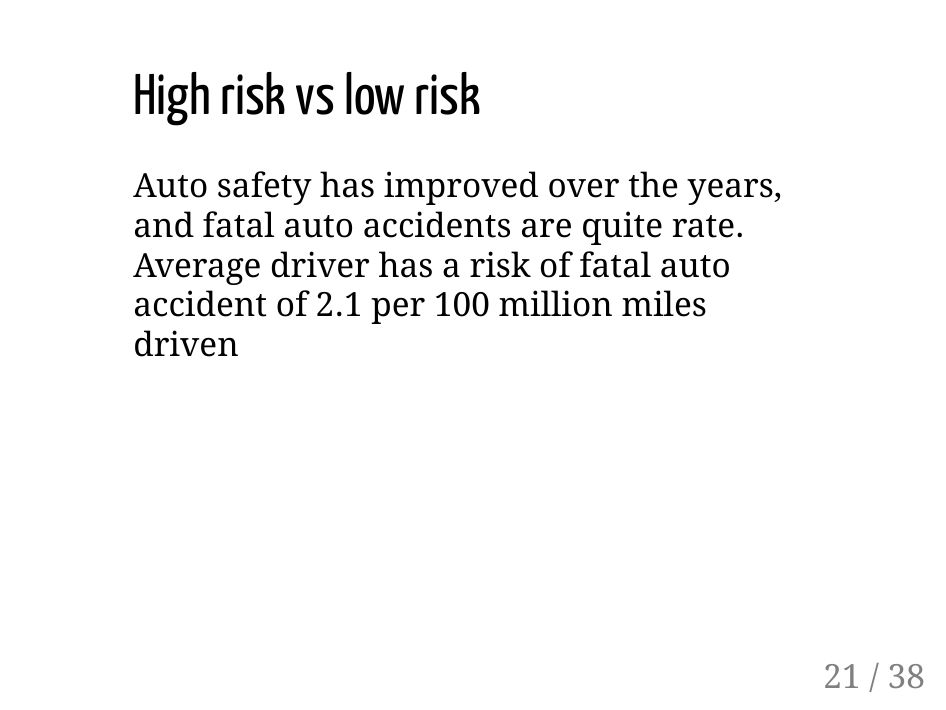 High risk vs low risk
Auto safety has improved over the years,
and fatal auto accidents are quite rate.
Average driver has a risk of fatal auto
accident of 2.1 per 100 million miles
driven
21 / 38